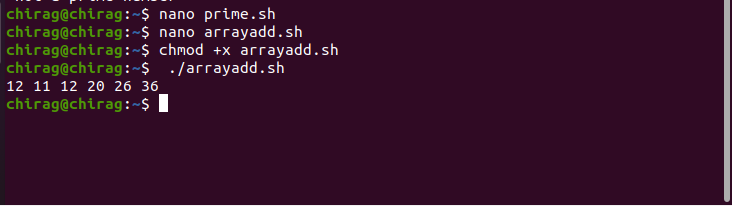 chirag@chirag:~$ nano prime.sh
chirag@chirag:~$ nano arrayadd.sh
chirag@chirag:~$ chmod +x arrayadd.sh
chirag@chirag:~$  ./arrayadd.sh
12 11 12 20 26 36
chirag@chirag:~$